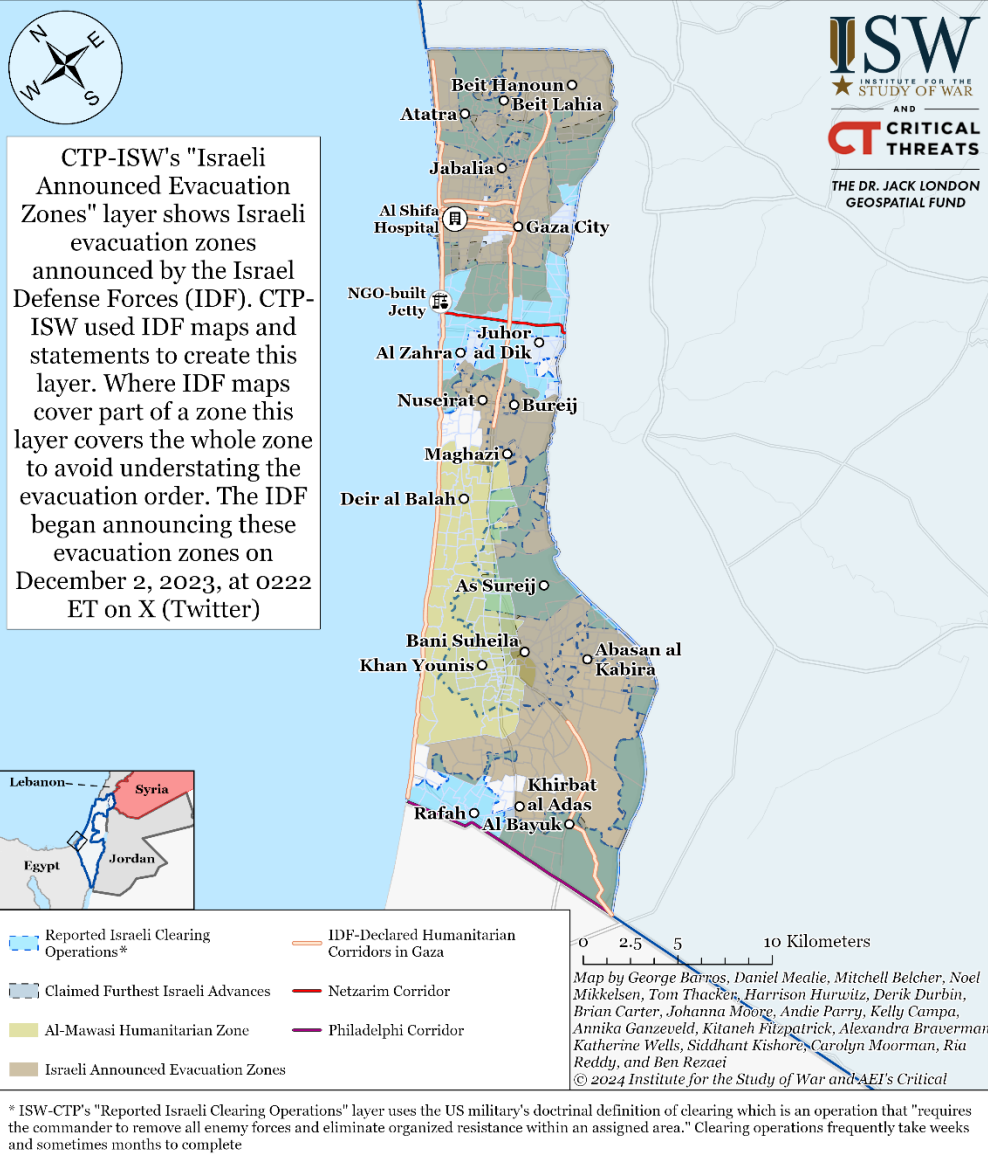 N
E
W
S
ISW
INSTITUTE FOR THE
STUDY OF WAR
AND
CT CRITICAL
THREATS
THE DR. JACK LONDON
GEOSPATIAL FUND
CTP-ISW's "Israeli
Announced Evacuation
Zones" layer shows Israeli
evacuation zones
announced by the Israel
Defense Forces (IDF). CTP-
ISW used IDF maps and
statements to create this
layer. Where IDF maps
cover part of a zone this
layer covers the whole zone
to avoid understating the
evacuation order. The IDF
began announcing these
evacuation zones on
December 2, 2023, at 0222
ET on X (Twitter)
Beit Hanoun
Beit Lahia
Atatra
Jabalia
Al Shifa
Hospital
Gaza City
NGO-built
Jetty
Juhor
ad Dik
Al Zahra
Nuseirat
Bureij
Maghazi
Deir al Balah
As Sureij
Bani Suheila
Abasan al
Kabira
Khan Younis
Khirbat
al Adas
Rafah
Al Bayuk
Lebanon
Syria
Egypt
Jordan
Reported Israeli Clearing
Operations*
Claimed Furthest Israeli Advances
Al-Mawasi Humanitarian Zone
Israeli Announced Evacuation Zones
IDF-Declared Humanitarian
Corridors in Gaza
Netzarim Corridor
Philadelphi Corridor
0 2.5 5 10 Kilometers
Map by George Barros, Daniel Mealie, Mitchell Belcher, Noel
Mikkelsen, Tom Thacker, Harrison Hurwitz, Derik Durbin,
Brian Carter, Johanna Moore, Andie Parry, Kelly Campa,
Annika Ganzeveld, Kitaneh Fitzpatrick, Alexandra Braverman
Katherine Wells, Siddhant Kishore, Carolyn Moorman, Ria
Reddy, and Ben Rezaei
© 2024 Institute for the Study of War and AEI's Critical
* ISW-CTP's "Reported Israeli Clearing Operations" layer uses the US military's doctrinal definition of clearing which is an operation that "requires
the commander to remove all enemy forces and eliminate organized resistance within an assigned area." Clearing operations frequently take weeks
and sometimes months to complete